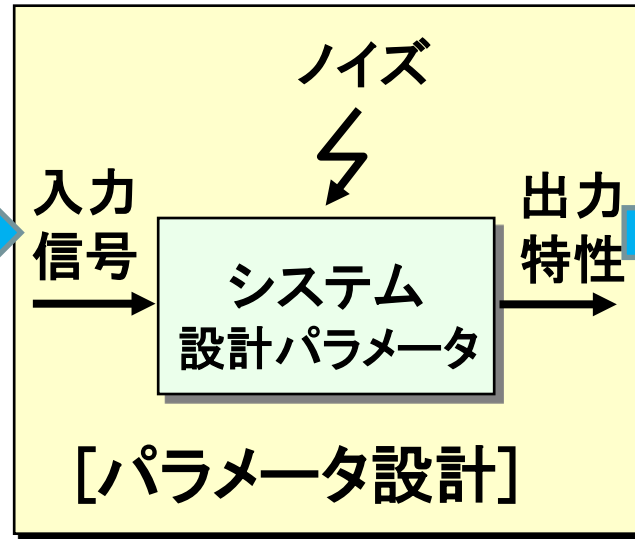 ノイズ
入力
信号
出力
特性
システム
設計パラメータ
[パラメータ設計]